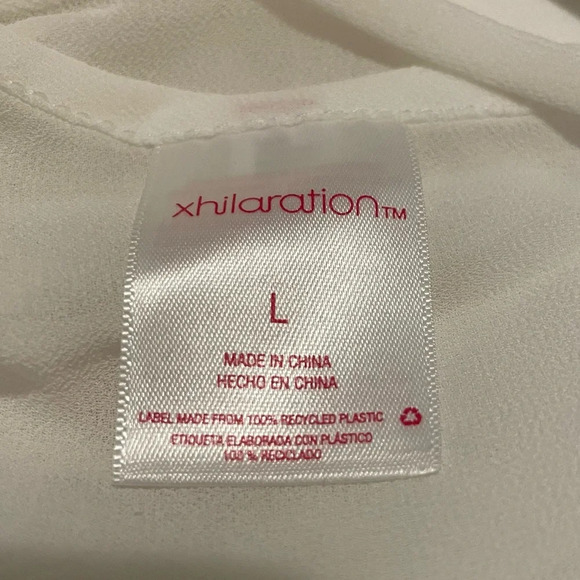 xhilaration™
L
MADE IN CHINA
HECHO EN CHINA
LABEL MADE FROM 100% RECYCLED PLASTIC
ETIQUETA ELABORADA CON PLÁSTICO
100 % RECICLADO